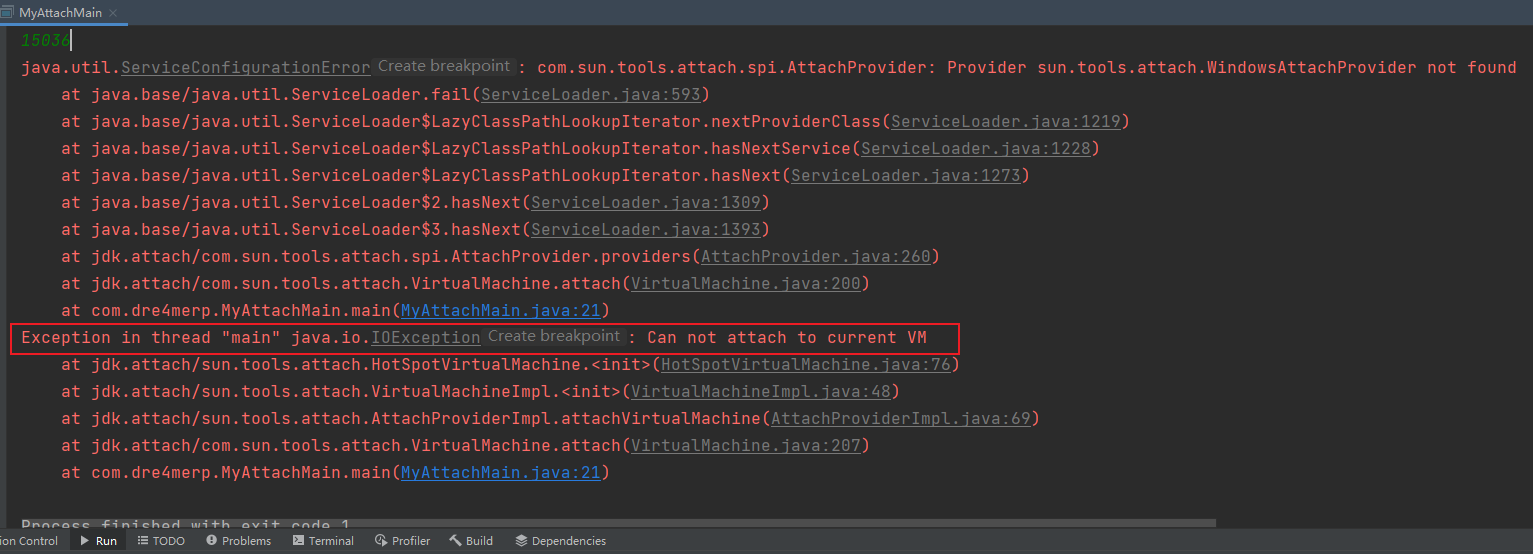 MyAttachMain ×
15036
java.util.ServiceConfigurationError Create breakpoint : com.sun.tools.attach.spi.AttachProvider: Provider sun.tools.attach.WindowsAttachProvider not found
at java.base/java.util.ServiceLoader.fail(ServiceLoader.java:593)
at java.base/java.util.ServiceLoader$LazyClassPathLookupIterator.nextProviderClass(ServiceLoader.java:1219)
at java.base/java.util.ServiceLoader$LazyClassPathLookupIterator.hasNextService(ServiceLoader.java:1228)
at java.base/java.util.ServiceLoader$LazyClassPathLookupIterator.hasNext(ServiceLoader.java:1273)
at java.base/java.util.ServiceLoader$2.hasNext(ServiceLoader.java:1309)
at java.base/java.util.ServiceLoader$3.hasNext(ServiceLoader.java:1393)
at jdk.attach/com.sun.tools.attach.spi.AttachProvider.providers(AttachProvider.java:260)
at jdk.attach/com.sun.tools.attach.VirtualMachine.attach(VirtualMachine.java:200)
at com.dre4merp.MyAttachMain.main(MyAttachMain.java:21)
Exception in thread "main" java.io.IOException Create breakpoint : Can not attach to current VM
at jdk.attach/sun.tools.attach.HotSpotVirtualMachine.<init>(HotSpotVirtualMachine.java:76)
at jdk.attach/sun.tools.attach.VirtualMachineImpl.<init>(VirtualMachineImpl.java:48)
at jdk.attach/sun.tools.attach.AttachProviderImpl.attachVirtualMachine(AttachProviderImpl.java:69)
at jdk.attach/com.sun.tools.attach.VirtualMachine.attach(VirtualMachine.java:207)
at com.dre4merp.MyAttachMain.main(MyAttachMain.java:21)
Process finished with exit code 1
ion Control Run TODO Problems Terminal Profiler Build Dependencies